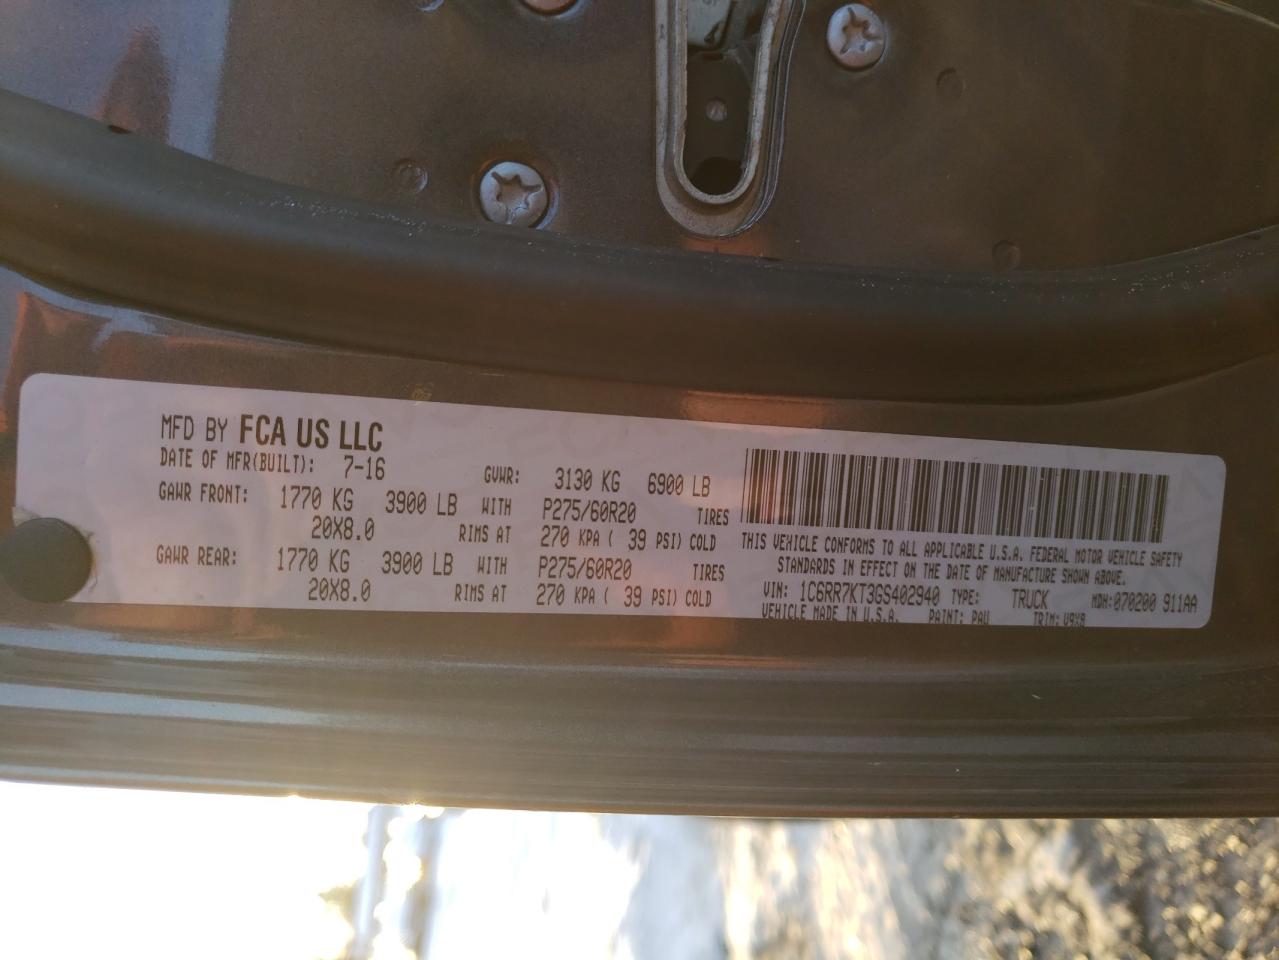 MFD BY FCA US LLC
DATE OF MFR(BUILT): 7-16 GVWR: 3130 KG 6900 LB
GAWR FRONT: 1770 KG 3900 LB WITH P275/60R20 TIRES
20X8.0 RIMS AT 270 KPA ( 39 PSI) COLD
GAWR REAR: 1770 KG 3900 LB WITH P275/60R20 TIRES
20X8.0 RIMS AT 270 KPA ( 39 PSI) COLD
THIS VEHICLE CONFORMS TO ALL APPLICABLE U.S.A. FEDERAL MOTOR VEHICLE SAFETY
STANDARDS IN EFFECT ON THE DATE OF MANUFACTURE SHOWN ABOVE.
VIN: 1C6RR7KT3GS402940 TYPE: TRUCK MDH: 070200 911AA
VEHICLE MADE IN U.S.A. PAINT: PAU TRIM: V9X8